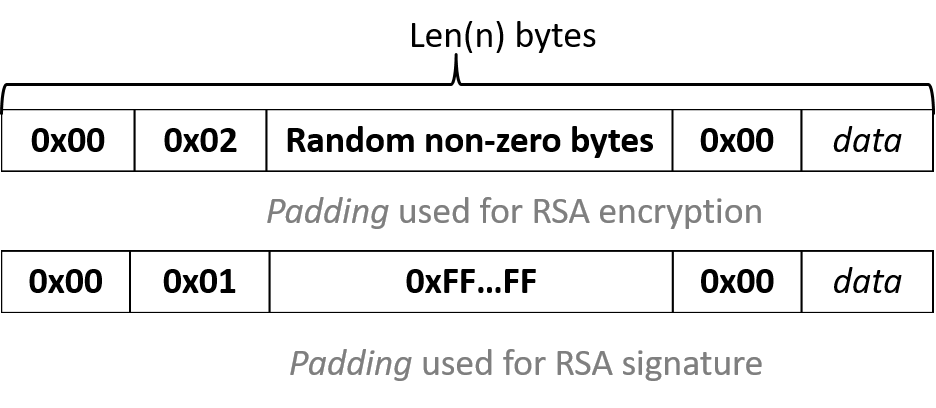 Len(n) bytes
0x00 0x02 Random non-zero bytes 0x00 data
Padding used for RSA encryption
0x00 0x01 0xFF...FF 0x00 data
Padding used for RSA signature